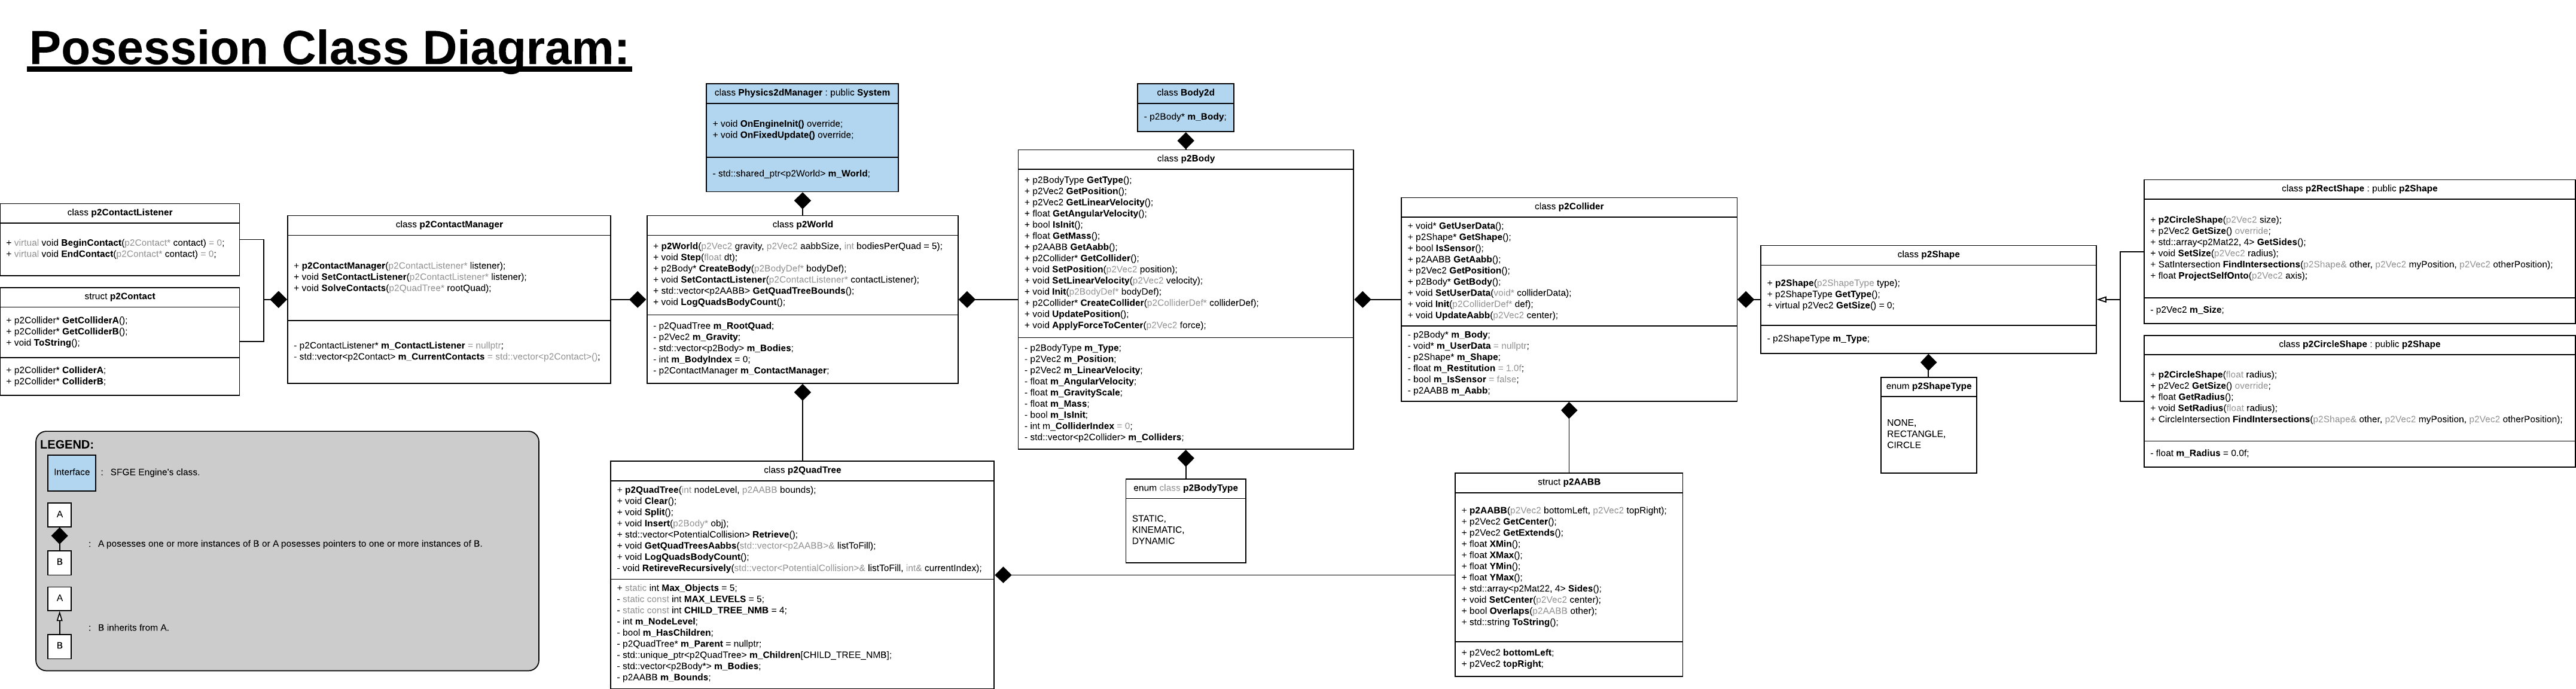 Posession Class Diagram:
class Physics2dManager : public System
+ void OnEngineInit() override;
+ void OnFixedUpdate() override;
- std::shared_ptr<p2World> m_World;
class Body2d
- p2Body* m_Body;
class p2ContactListener
+ virtual void BeginContact(p2Contact* contact) = 0;
+ virtual void EndContact(p2Contact* contact) = 0;
struct p2Contact
+ p2Collider* GetColliderA();
+ p2Collider* GetColliderB();
+ void ToString();
+ p2Collider* ColliderA;
+ p2Collider* ColliderB;
class p2ContactManager
+ p2ContactManager(p2ContactListener* listener);
+ void SetContactListener(p2ContactListener* listener);
+ void SolveContacts(p2QuadTree* rootQuad);
- p2ContactListener* m_ContactListener = nullptr;
- std::vector<p2Contact> m_CurrentContacts = std::vector<p2Contact>();
class p2World
+ p2World(p2Vec2 gravity, p2Vec2 aabbSize, int bodiesPerQuad = 5);
+ void Step(float dt);
+ p2Body* CreateBody(p2BodyDef* bodyDef);
+ void SetContactListener(p2ContactListener* contactListener);
+ std::vector<p2AABB> GetQuadTreeBounds();
+ void LogQuadsBodyCount();
- p2QuadTree m_RootQuad;
- p2Vec2 m_Gravity;
- std::vector<p2Body> m_Bodies;
- int m_BodyIndex = 0;
- p2ContactManager m_ContactManager;
class p2Body
+ p2BodyType GetType();
+ p2Vec2 GetPosition();
+ p2Vec2 GetLinearVelocity();
+ float GetAngularVelocity();
+ bool IsInit();
+ float GetMass();
+ p2AABB GetAabb();
+ p2Collider* GetCollider();
+ void SetPosition(p2Vec2 position);
+ void SetLinearVelocity(p2Vec2 velocity);
+ void Init(p2BodyDef* bodyDef);
+ p2Collider* CreateCollider(p2ColliderDef* colliderDef);
+ void UpdatePosition();
+ void ApplyForceToCenter(p2Vec2 force);
- p2BodyType m_Type;
- p2Vec2 m_Position;
- p2Vec2 m_LinearVelocity;
- float m_AngularVelocity;
- float m_GravityScale;
- float m_Mass;
- bool m_IsInit;
- int m_ColliderIndex = 0;
- std::vector<p2Collider> m_Colliders;
class p2Collider
+ void* GetUserData();
+ p2Shape* GetShape();
+ bool IsSensor();
+ p2AABB GetAabb();
+ p2Vec2 GetPosition();
+ p2Body* GetBody();
+ void SetUserData(void* colliderData);
+ void Init(p2ColliderDef* def);
+ void UpdateAabb(p2Vec2 center);
- p2Body* m_Body;
- void* m_UserData = nullptr;
- p2Shape* m_Shape;
- float m_Restitution = 1.0f;
- bool m_IsSensor = false;
- p2AABB m_Aabb;
class p2Shape
+ p2Shape(p2ShapeType type);
+ p2ShapeType GetType();
+ virtual p2Vec2 GetSize() = 0;
- p2ShapeType m_Type;
enum p2ShapeType
NONE,
RECTANGLE,
CIRCLE
class p2RectShape : public p2Shape
+ p2CircleShape(p2Vec2 size);
+ p2Vec2 GetSize() override;
+ std::array<p2Mat22, 4> GetSides();
+ void SetSize(p2Vec2 radius);
+ SatIntersection FindIntersections(p2Shape& other, p2Vec2 myPosition, p2Vec2 otherPosition);
+ float ProjectSelfOnto(p2Vec2 axis);
- p2Vec2 m_Size;
class p2CircleShape : public p2Shape
+ p2CircleShape(float radius);
+ p2Vec2 GetSize() override;
+ float GetRadius();
+ void SetRadius(float radius);
+ CircleIntersection FindIntersections(p2Shape& other, p2Vec2 myPosition, p2Vec2 otherPosition);
- float m_Radius = 0.0f;
LEGEND:
Interface : SFGE Engine's class.
A
: A posesses one or more instances of B or A posesses pointers to one or more instances of B.
B
A
: B inherits from A.
B
class p2QuadTree
+ p2QuadTree(int nodeLevel, p2AABB bounds);
+ void Clear();
+ void Split();
+ void Insert(p2Body* obj);
+ std::vector<PotentialCollision> Retrieve();
+ void GetQuadTreesAabbs(std::vector<p2AABB>& listToFill);
+ void LogQuadsBodyCount();
- void RetireveRecursively(std::vector<PotentialCollision>& listToFill, int& currentIndex);
+ static int Max_Objects = 5;
- static const int MAX_LEVELS = 5;
- static const int CHILD_TREE_NMB = 4;
- int m_NodeLevel;
- bool m_HasChildren;
- p2QuadTree* m_Parent = nullptr;
- std::unique_ptr<p2QuadTree> m_Children[CHILD_TREE_NMB];
- std::vector<p2Body*> m_Bodies;
- p2AABB m_Bounds;
enum class p2BodyType
STATIC,
KINEMATIC,
DYNAMIC
struct p2AABB
+ p2AABB(p2Vec2 bottomLeft, p2Vec2 topRight);
+ p2Vec2 GetCenter();
+ p2Vec2 GetExtends();
+ float XMin();
+ float XMax();
+ float YMin();
+ float YMax();
+ std::array<p2Mat22, 4> Sides();
+ void SetCenter(p2Vec2 center);
+ bool Overlaps(p2AABB other);
+ std::string ToString();
+ p2Vec2 bottomLeft;
+ p2Vec2 topRight;